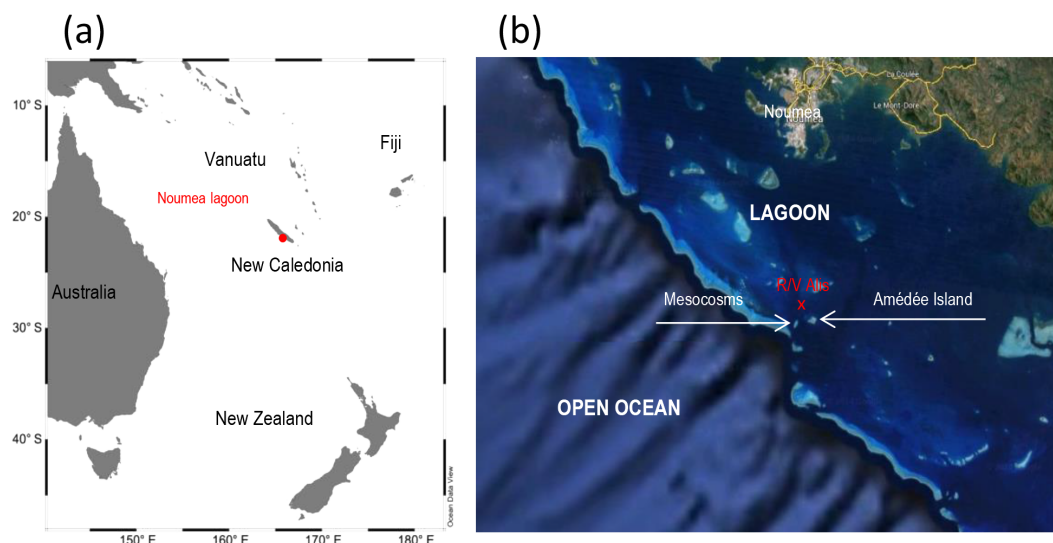 (a)
(b)
10° S
20° S
30° S
40° S
150° E
160° E
170° E
180° E
Fiji
Vanuatu
Noumea lagoon
New Caledonia
Australia
New Zealand
Ocean Data View
La Coulée
Le Mont-Dore
Noumea
Noumea
LAGOON
R/V Alis
x
Mesocosms
Amédée Island
OPEN OCEAN